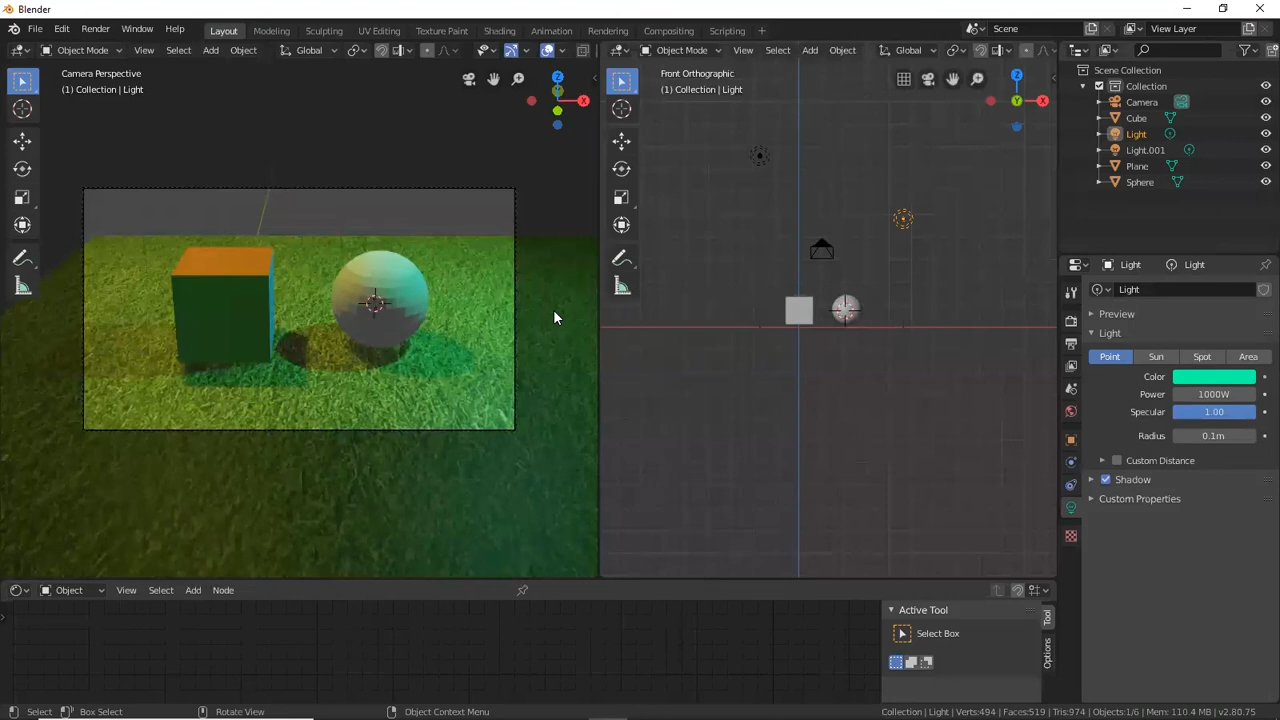 Blender
File Edit Render Window Help Layout Modeling Sculpting UV Editing Texture Paint Shading Animation Rendering Compositing Scripting + Scene View Layer
Object Mode View Select Add Object Global Object Mode View Select Add Object Global
Camera Perspective
(1) Collection | Light
Z
X
Front Orthographic
(1) Collection | Light
Z
Y
X
Scene Collection
Collection
Camera
Cube
Light
Light.001
Plane
Sphere
Light Light
Light
Preview
Light
Point Sun Spot Area
Color
Power 1000W
Specular 1.00
Radius 0.1m
Custom Distance
Shadow
Custom Properties
Object View Select Add Node
Active Tool
Select Box
Tool
Options
Select Box Select Rotate View Object Context Menu Collection | Light | Verts:494 | Faces:519 | Tris:974 | Objects:1/6 | Mem: 110.4 MB | v2.80.75